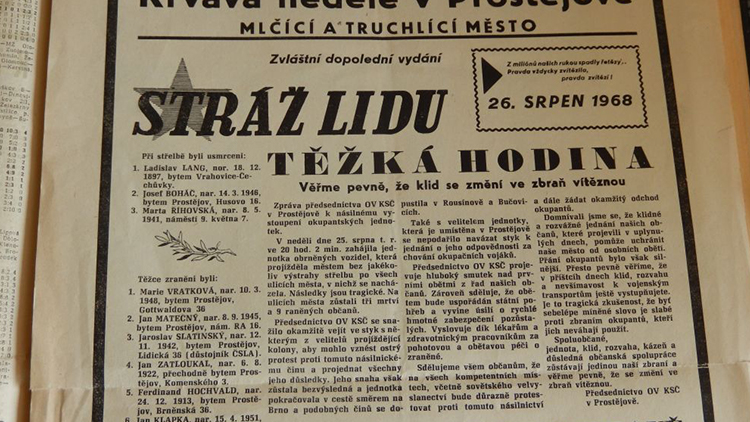 Krvavá neděle v Prostějově
MLČÍCÍ A TRUCHLÍCÍ MĚSTO
Zvláštní dopolední vydání
STRÁŽ LIDU
Z miliónů našich rukou spadly řetězy...
Pravda vždycky zvítězila,
pravda zvítězí!
26. SRPEN 1968
Při střelbě byli usmrceni:
1. Ladislav LANG, nar. 18. 12.
1897, bytem Vrahovice-Če-
chůvky.
2. Josef BOHÁČ, nar. 14. 3. 1946,
bytem Prostějov, Husovo 16.
3. Marta ŘÍHOVSKÁ, nar. 8. 5.
1941, náměstí 9. května 7.
Těžce zraněni byli:
1. Marie VRATKOVÁ, nar. 10. 3.
1948, bytem Prostějov,
Gottwaldova 36
2. Jan MATEČNÝ, nar. 8. 9. 1945,
bytem Prostějov, nám. RA 16.
3. Jaroslav SLATINSKÝ, nar. 12.
11. 1942, bytem Prostějov,
Lidická 36 (důstojník ČSLA).
4. Jan ZATLOUKAL, nar. 6. 8.
1922, přechodně bytem Pros-
tějov, Komenského 3.
5. Ferdinand HOCHVALD, nar.
24. 12. 1913, bytem Prostě-
jov, Brněnská 36.
6. Jan KLAPKA, nar. 15. 4. 1951,
TĚŽKÁ HODINA
Věřme pevně, že klid se změní ve zbraň vítěznou
Zpráva předsednictva OV KSČ
v Prostějově k násilnému vy-
stoupení okupantských jedno-
tek.
V neděli dne 25. srpna t. r.
ve 20 hod. 2 min. zahájila jed-
notka obrněných vozidel, která
projížděla městem bez jakéko-
liv výstrahy střelbu po všech
ulicích města, v nichž se nachá-
zela. Následky jsou tragické. Na
ulicích města zůstali tři mrtví
a 9 raněných občanů.
Předsednictvo OV KSČ se sna-
žilo okamžitě vejít ve styk s ně-
kterým z velitelů projíždějící
kolony, aby mohlo vznést ostrý
protest proti tomuto násilnické-
mu činu a projednat všechny
jeho důsledky. Jeho snaha však
zůstala bezvýsledná a jednotka
pokračovala v cestě směrem na
Brno a podobných činů se do-
pustila v Rousínově a Bučovi-
cích.
Také s velitelem jednotky,
která je umístěna v Prostějově
se nepodařilo navázat styk k
jednání o jeho odpovědnosti za
chování okupačních vojáků.
Předsednictvo OV KSČ proje-
vuje hluboký smutek nad prv-
ními obětmi z řad našich obča-
nů. Zároveň sděluje, že obě-
tem bude uspořádán státní po-
hřeb a vyvine úsilí o rychlé
hmotné zabezpečení pozůsta-
lých. Vyslovuje dík lékařům a
zdravotnickým pracovníkům za
pohotovou a obětavou péči o
zraněné.
Sdělujeme všem občanům, že
na všech kompetentních mís-
tech, včetně sovětského velvy-
slanectví bude důrazně protes-
tovat proti tomuto násilnictví
a dále žádat okamžitý odchod
okupantů.
Domnívali jsme se, že klidné
a rozvážné jednání našich ob-
čanů, které projevili v uply-
nulých dnech, pomůže uchránit
naše město od osobních obětí.
Přání okupantů bylo však sil-
nější. Přesto pevně věříme, že
v příštích dnech klid, rozvahu
a nevšímavost k vojenským
transportům ještě vystupňujete.
Je to tragická zkušenost, že být
sebelépe míněné slovo je slabé
proti zbraním okupantů, kteří
jich neváhají použít.
Spoluobčané,
jednota, klid, rozvaha, kázeň a
důsledná občanská spolupráce
zůstávají jedinou naší zbraní a
věřme pevně, že se změní ve
zbraň vítěznou.
Předsednictvo OV KSČ
v Prostějově.